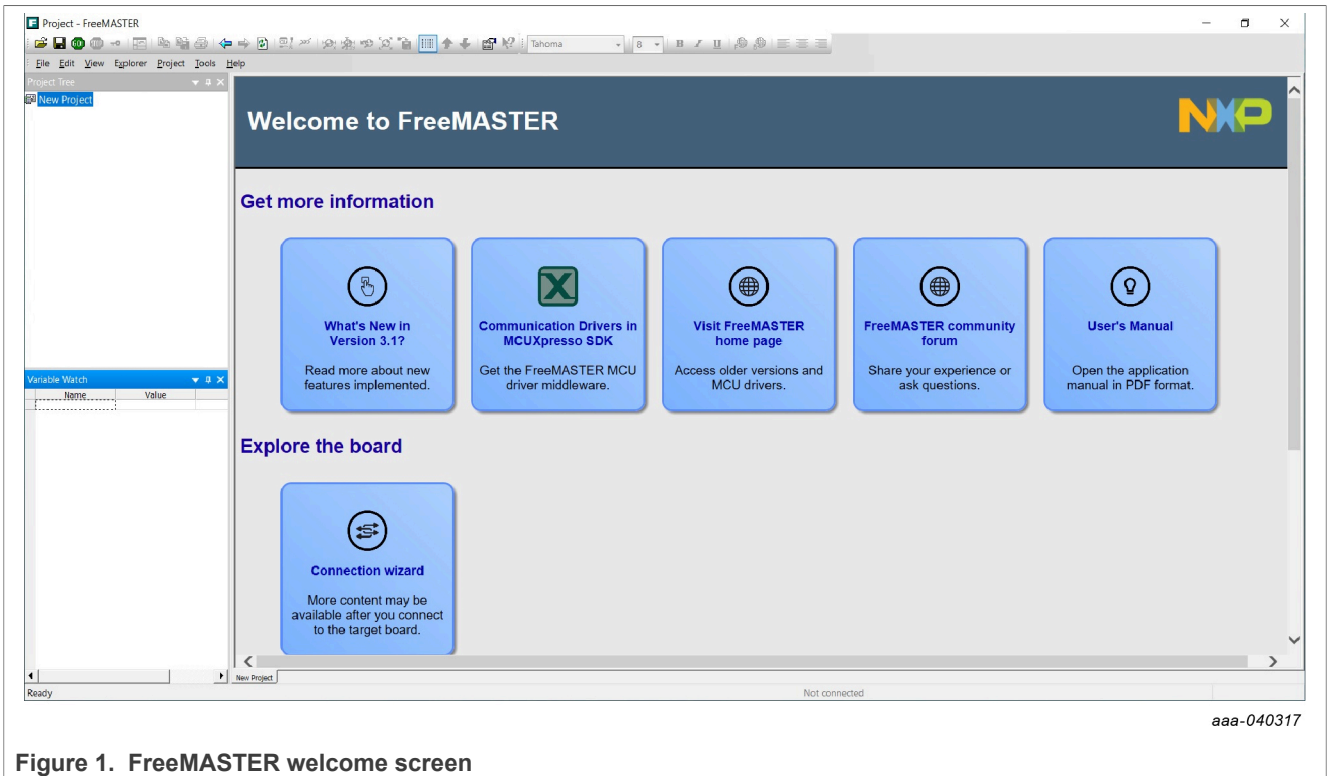 Project - FreeMASTER
Tahoma
8
B I U
File Edit View Explorer Project Tools Help
Project Tree
New Project
Welcome to FreeMASTER
NXP
Get more information
What's New in
Version 3.1?
Read more about new
features implemented.
Communication Drivers in
MCUXpresso SDK
Get the FreeMASTER MCU
driver middleware.
Visit FreeMASTER
home page
Access older versions and
MCU drivers.
FreeMASTER community
forum
Share your experience or
ask questions.
User's Manual
Open the application
manual in PDF format.
Variable Watch
Name Value
Explore the board
Connection wizard
More content may be
available after you connect
to the target board.
New Project
Ready
Not connected
aaa-040317
Figure 1. FreeMASTER welcome screen